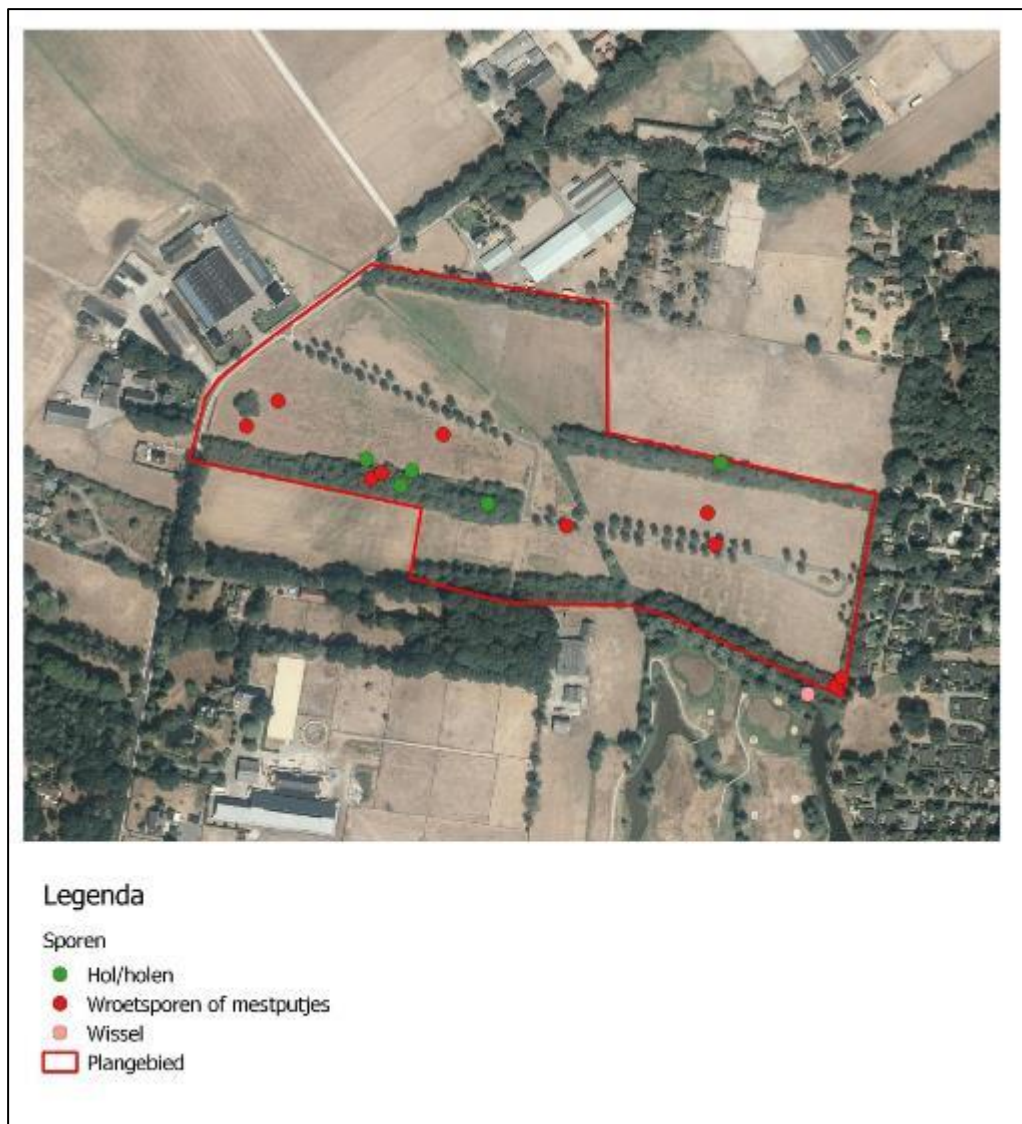 Legenda
Sporen
Hol/holen
Wroetsporen of mestputjes
Wissel
Plangebied